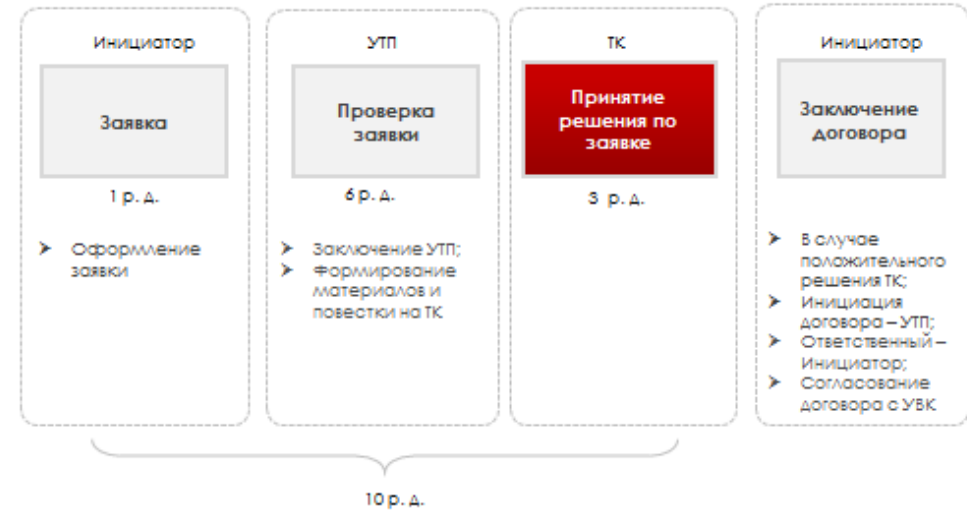 Инициатор
Заявка
1 р. д.
➤ Оформление
заявки
УТП
Проверка
заявки
6 р. д.
➤ Заключение УТП;
➤ Формирование
материалов и
повестки на ТК
ТК
Принятие
решения по
заявке
3 р. д.
Инициатор
Заключение
договора
➤ В случае
положительного
решения ТК;
➤ Инициация
договора – УТП;
➤ Ответственный –
Инициатор;
➤ Согласование
договора с УВК
10 р. д.